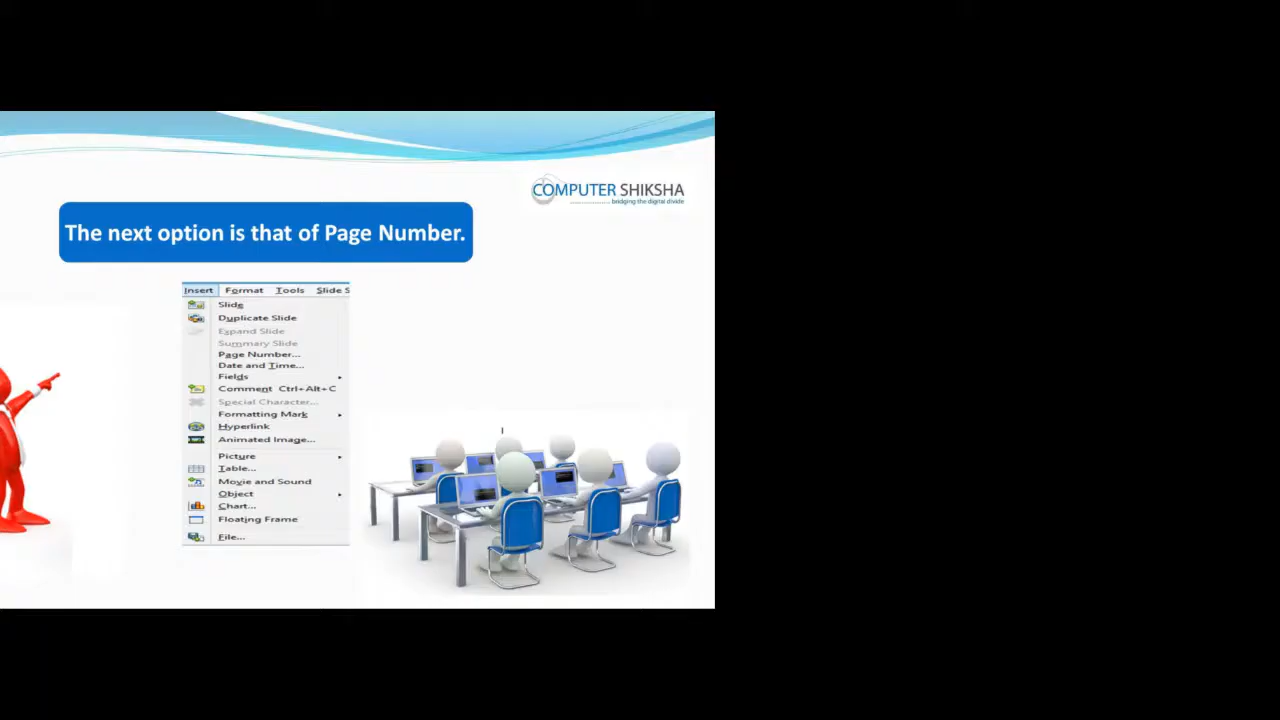 COMPUTER SHIKSHA
bridging the digital divide
The next option is that of Page Number.
Insert Format Tools Slide S
Slide
Duplicate Slide
Expand Slide
Summary Slide
Page Number...
Date and Time...
Fields
Comment Ctrl+Alt+C
Special Character...
Formatting Mark
Hyperlink
Animated Image...
Picture
Table...
Movie and Sound
Object
Chart...
Floating Frame
File...